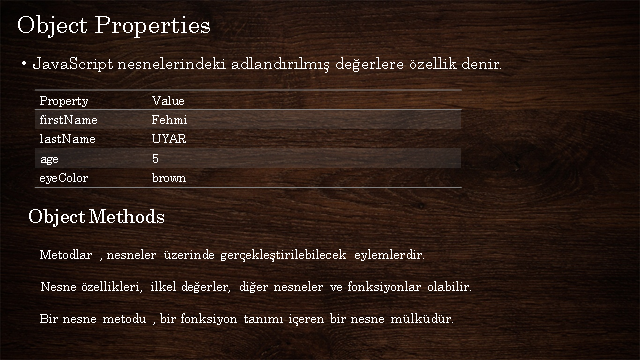 Object Properties
• JavaScript nesnelerindeki adlandırılmış değerlere özellik denir.
Property Value
firstName Fehmi
lastName UYAR
age 5
eyeColor brown
Object Methods
Metodlar , nesneler üzerinde gerçekleştirilebilecek eylemlerdir.
Nesne özellikleri, ilkel değerler, diğer nesneler ve fonksiyonlar olabilir.
Bir nesne metodu , bir fonksiyon tanımı içeren bir nesne mülküdür.